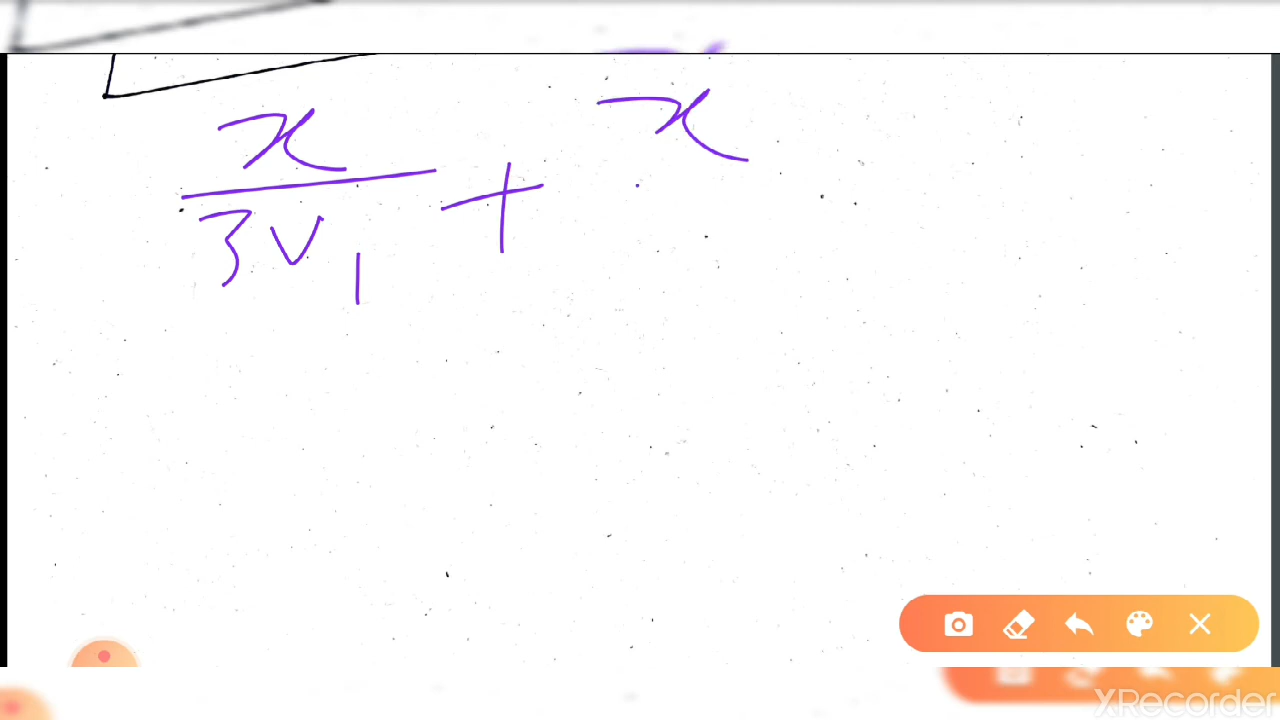 x/3V₁ + x
XRecorder